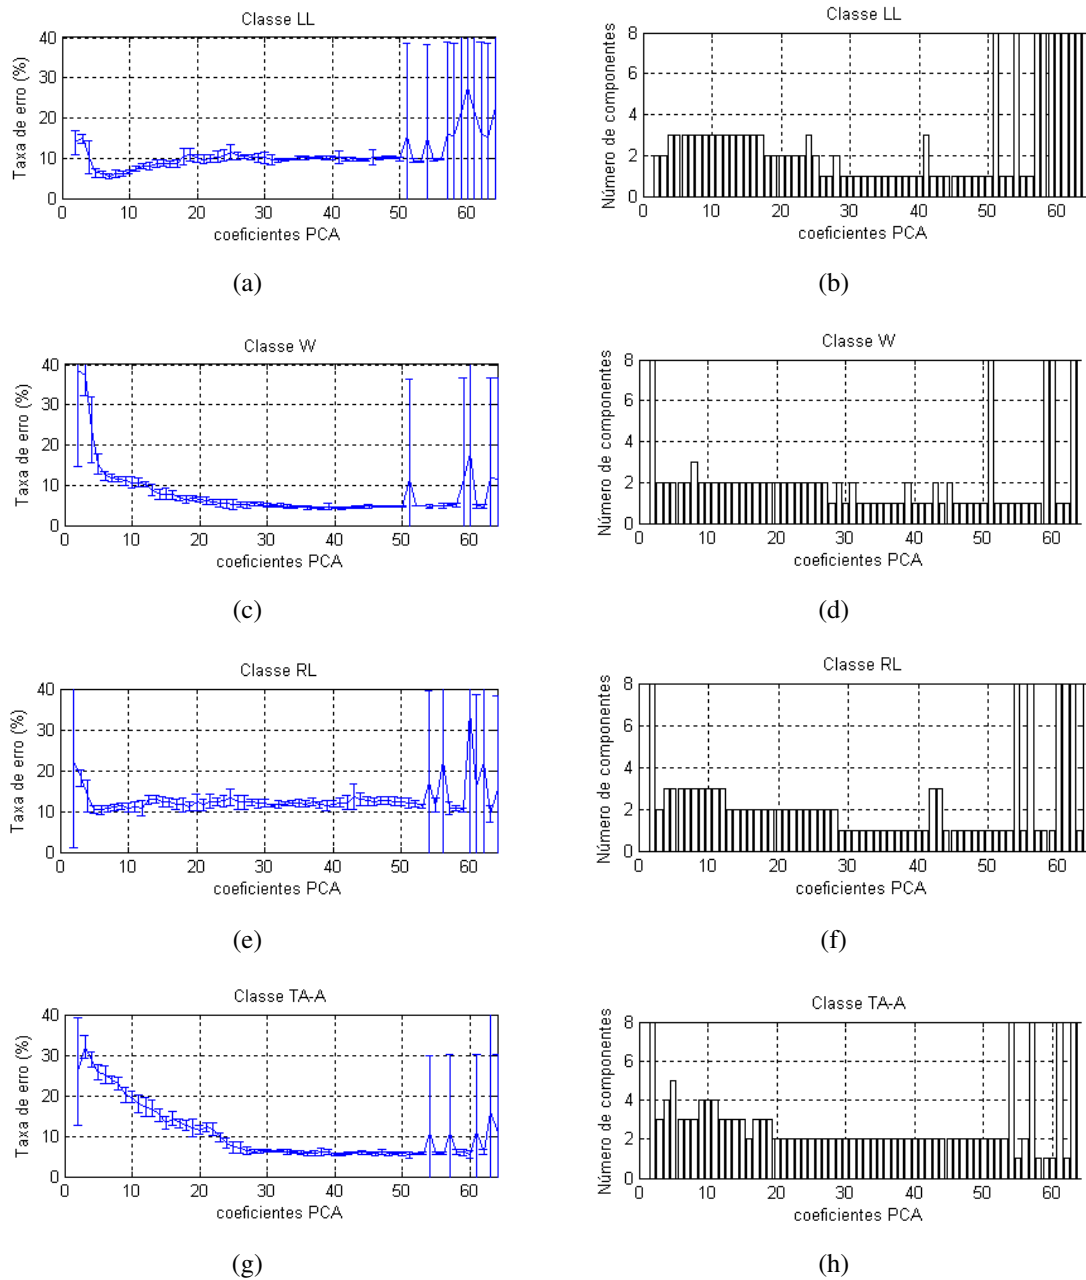 Classe LL
Taxa de erro (%)
40
30
20
10
0
0 10 20 30 40 50 60
coeficientes PCA
(a)
Classe LL
Número de componentes
8
6
4
2
0
0 10 20 30 40 50 60
coeficientes PCA
(b)
Classe W
Taxa de erro (%)
40
30
20
10
0
0 10 20 30 40 50 60
coeficientes PCA
(c)
Classe W
Número de componentes
8
6
4
2
0
0 10 20 30 40 50 60
coeficientes PCA
(d)
Classe RL
Taxa de erro (%)
40
30
20
10
0
0 10 20 30 40 50 60
coeficientes PCA
(e)
Classe RL
Número de componentes
8
6
4
2
0
0 10 20 30 40 50 60
coeficientes PCA
(f)
Classe TA-A
Taxa de erro (%)
40
30
20
10
0
0 10 20 30 40 50 60
coeficientes PCA
(g)
Classe TA-A
Número de componentes
8
6
4
2
0
0 10 20 30 40 50 60
coeficientes PCA
(h)